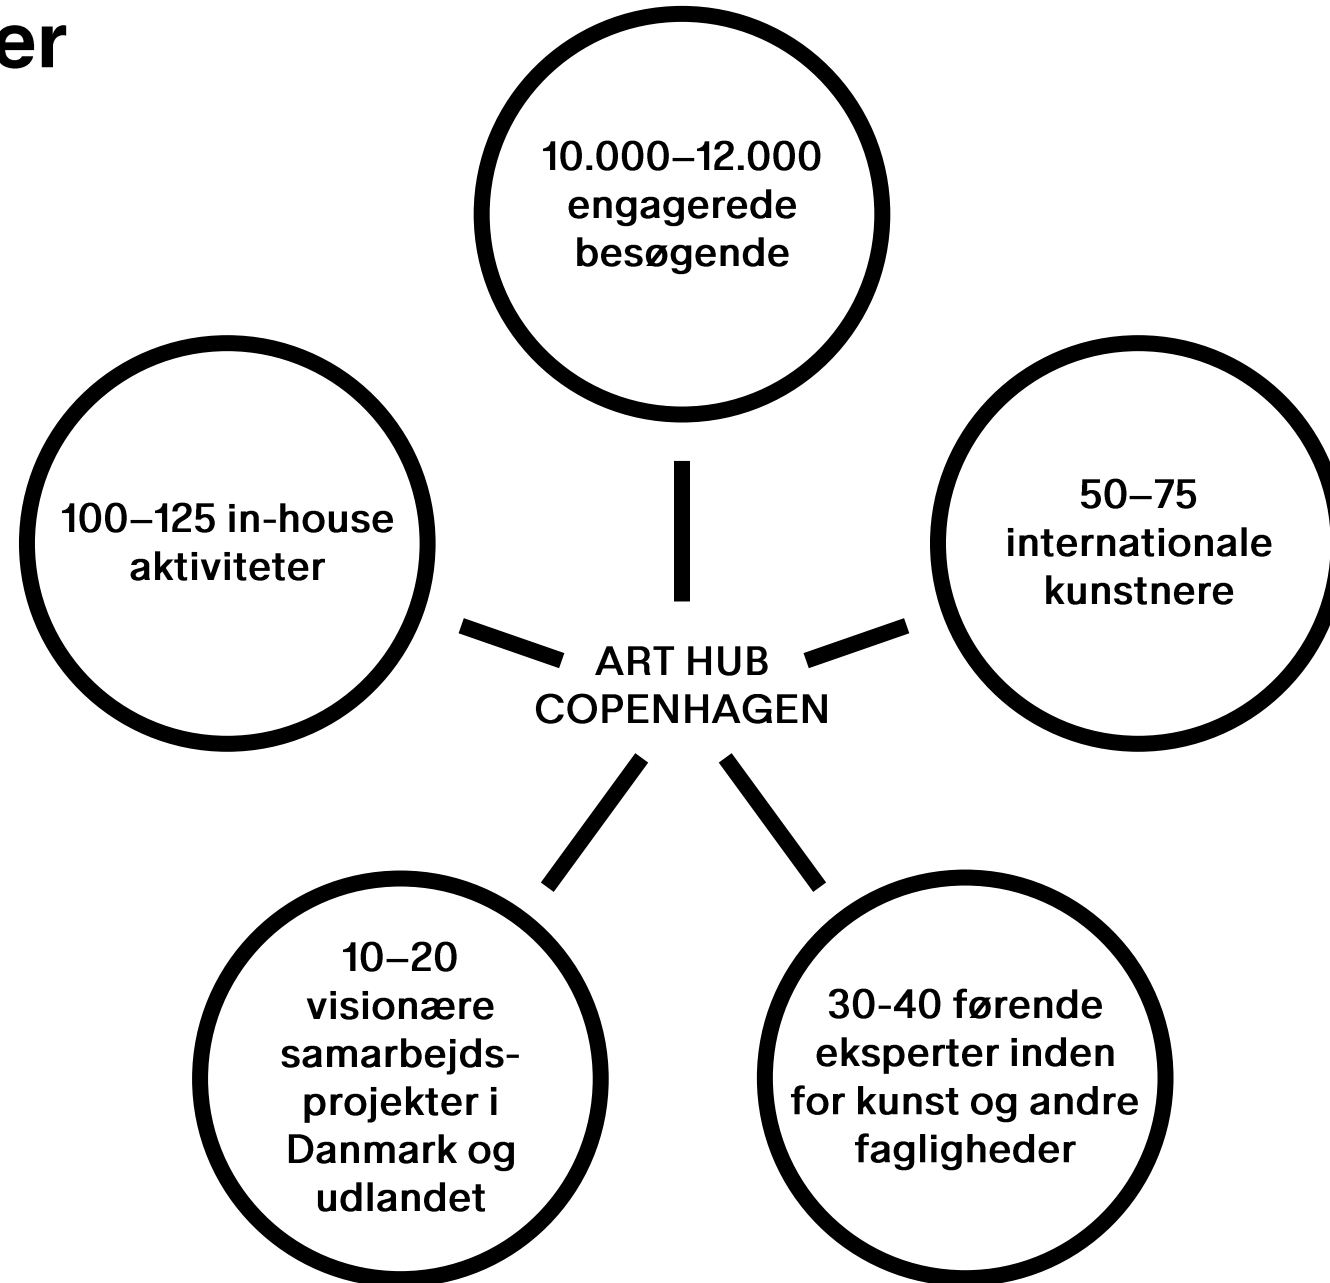 er
10.000–12.000
engagerede
besøgende
100–125 in-house
aktiviteter
50–75
internationale
kunstnere
ART HUB
COPENHAGEN
10–20
visionære
samarbejds-
projekter i
Danmark og
udlandet
30-40 førende
eksperter inden
for kunst og andre
fagligheder